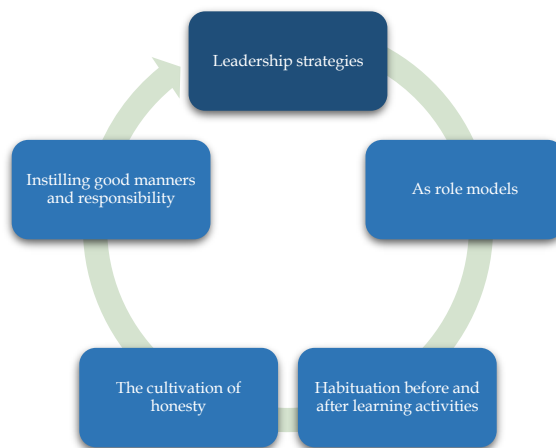 Leadership strategies
As role models
Habituation before and
after learning activities
The cultivation of
honesty
Instilling good manners
and responsibility